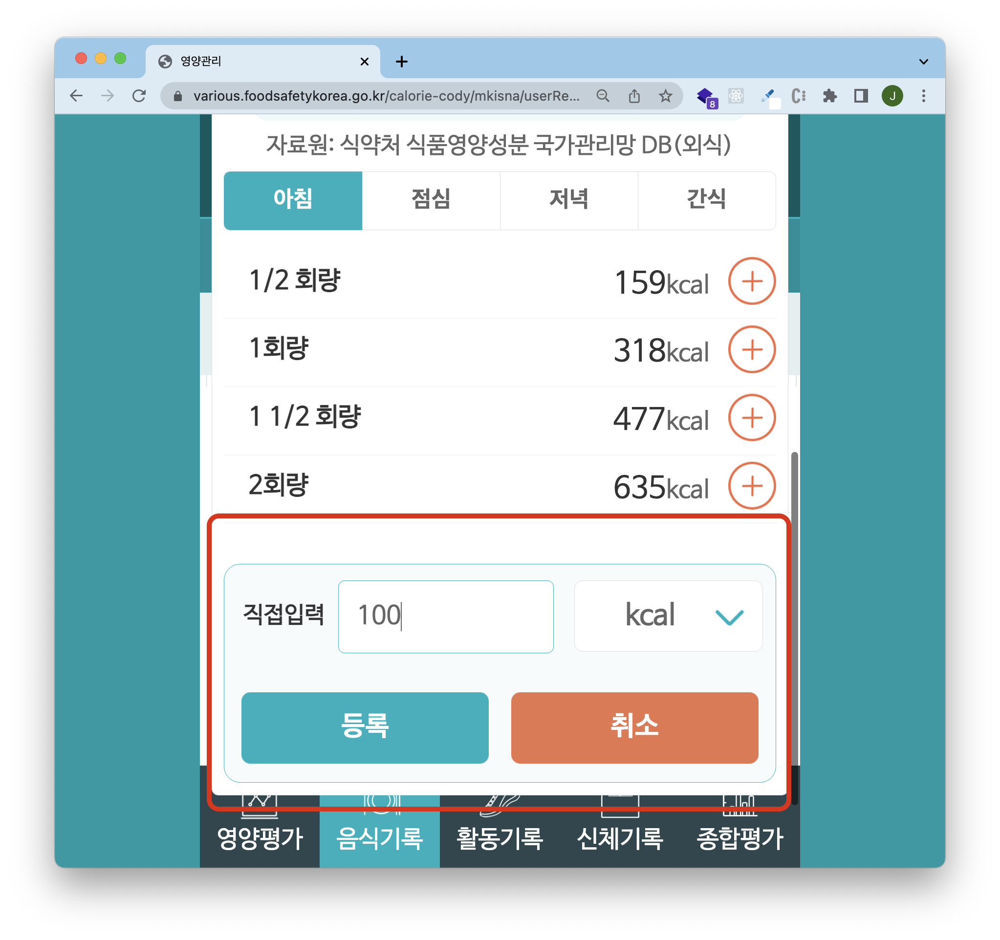 영양관리
various.foodsafetykorea.go.kr/calorie-cody/mkisna/userRe...
8
J
자료원: 식약처 식품영양성분 국가관리망 DB(외식)
아침 점심 저녁 간식
1/2 회량 159kcal
1회량 318kcal
1 1/2 회량 477kcal
2회량 635kcal
직접입력 100 kcal
등록 취소
영양평가 음식기록 활동기록 신체기록 종합평가